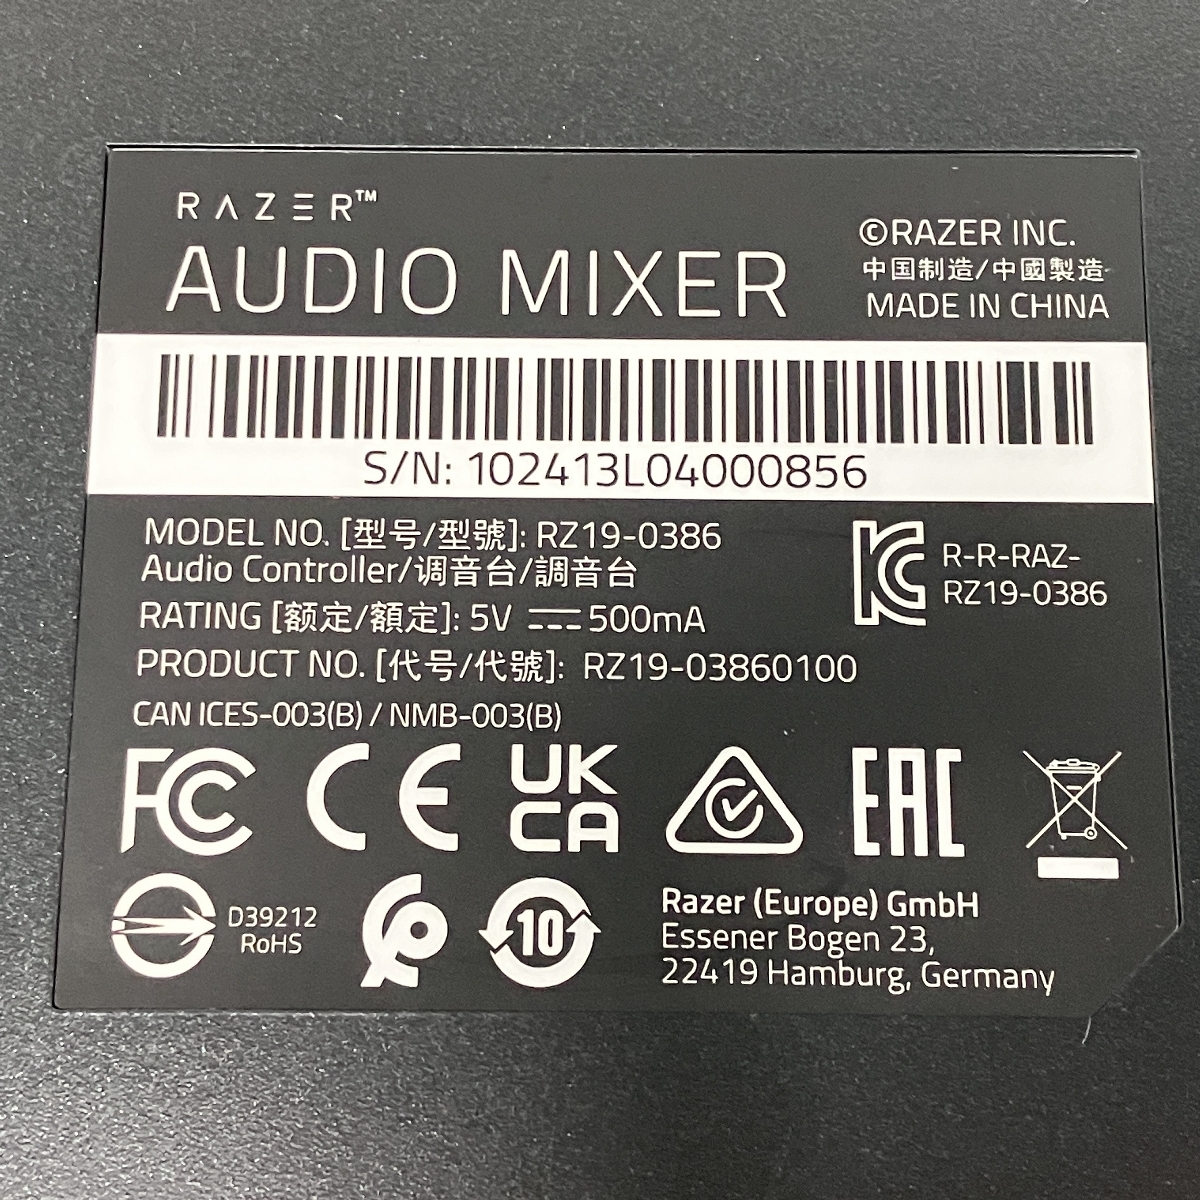 RAZER™
AUDIO MIXER
©RAZER INC.
中国制造/中國製造
MADE IN CHINA
S/N: 102413L04000856
MODEL NO. [型号/型號]: RZ19-0386
Audio Controller/调音台/調音台
RATING [额定/額定]: 5V ⎓ 500mA
PRODUCT NO. [代号/代號]: RZ19-03860100
CAN ICES-003(B) / NMB-003(B)
R-R-RAZ-
RZ19-0386
FC CE UK
CA EAC
D39212
RoHS
10
Razer (Europe) GmbH
Essener Bogen 23,
22419 Hamburg, Germany